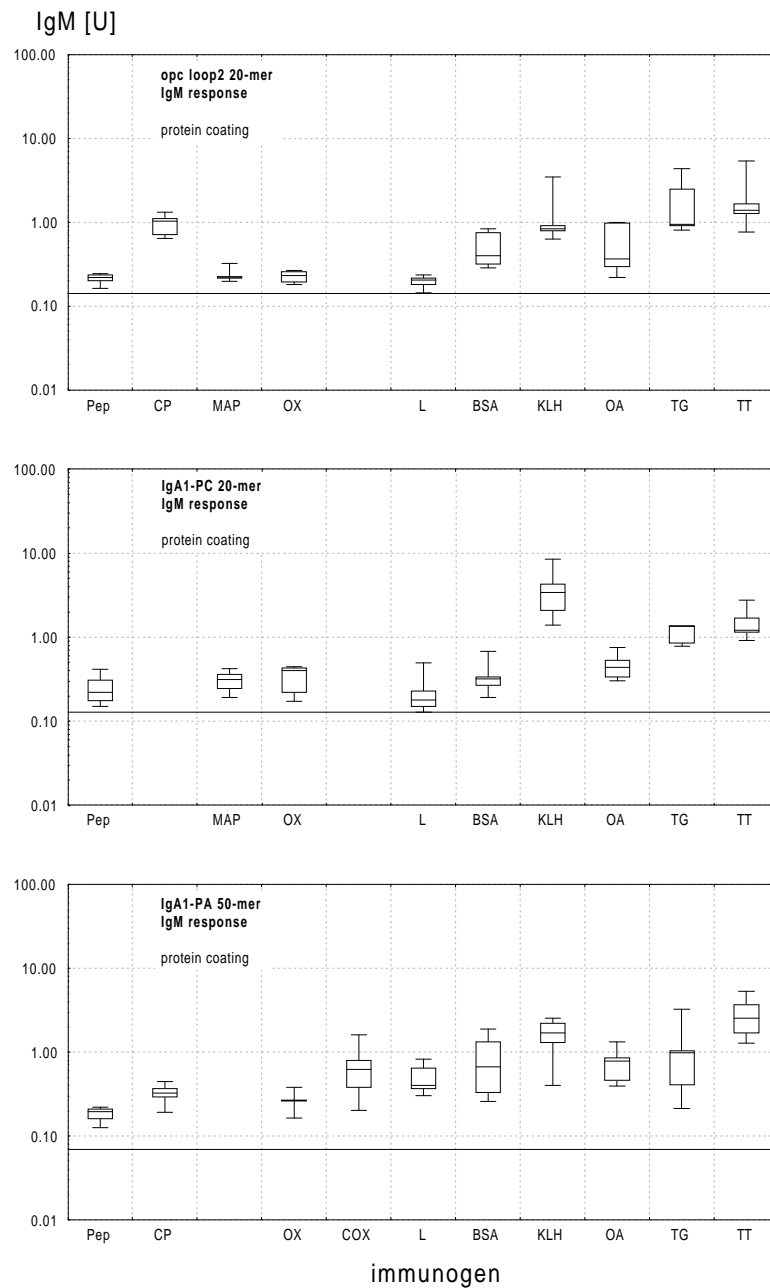 IgM [U]
100.00
opc loop2 20-mer
IgM response
10.00
protein coating
1.00
0.10
0.01
Pep CP MAP OX L BSA KLH OA TG TT
100.00
IgA1-PC 20-mer
IgM response
protein coating
10.00
1.00
0.10
0.01
Pep MAP OX L BSA KLH OA TG TT
100.00
IgA1-PA 50-mer
IgM response
protein coating
10.00
1.00
0.10
0.01
Pep CP OX COX L BSA KLH OA TG TT
immunogen